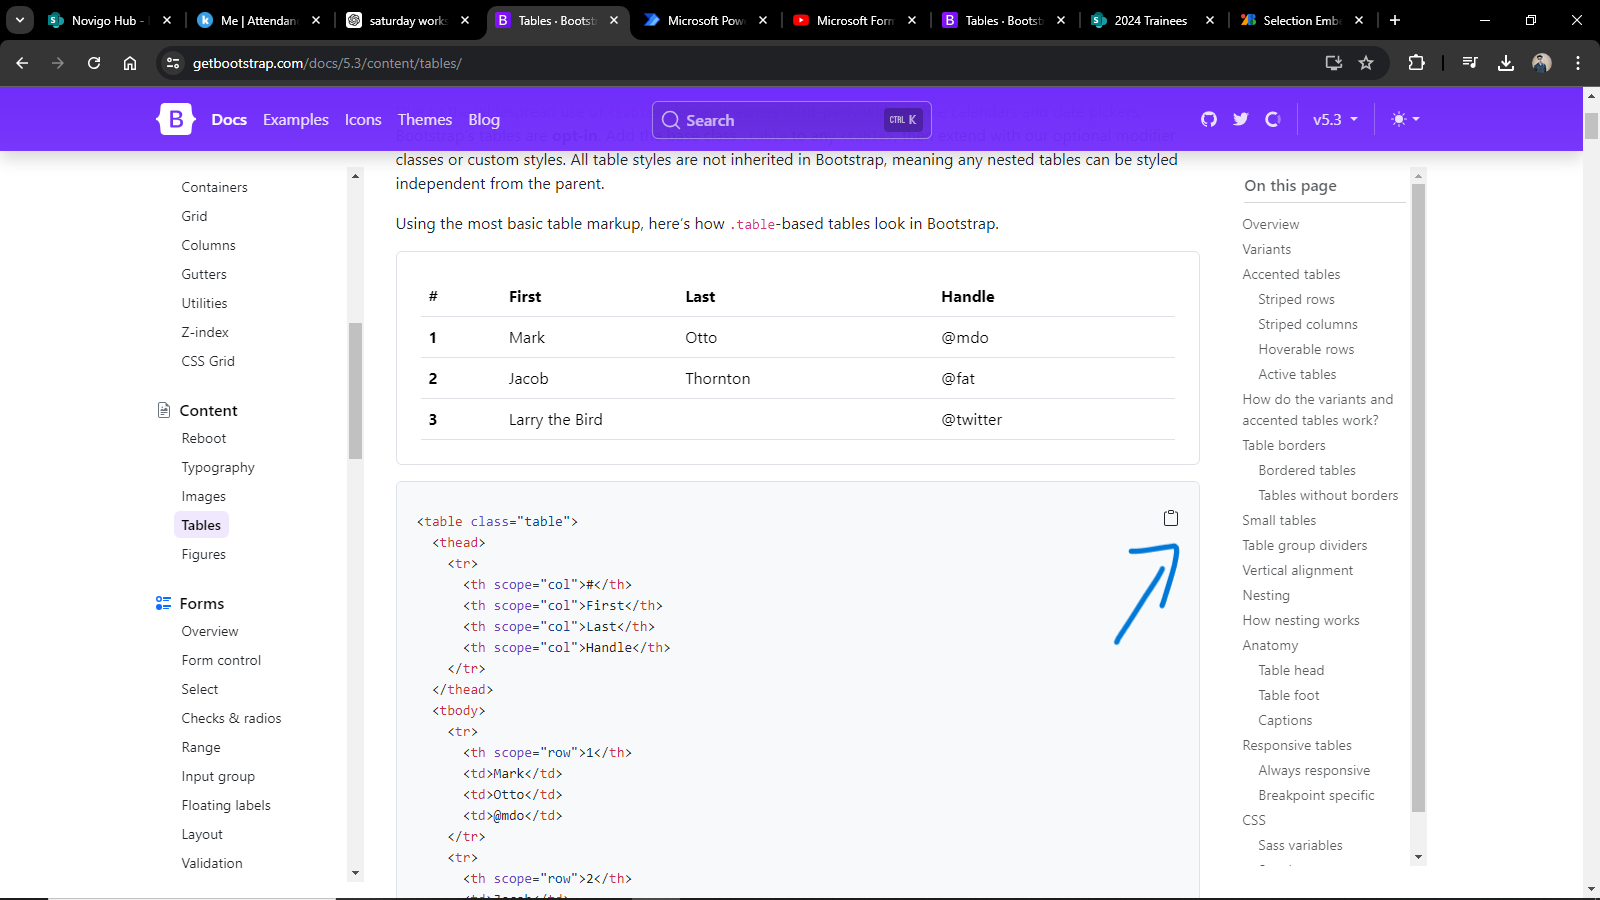 Novigo Hub -
Me | Attendan
saturday works
Tables · Bootst
Microsoft Pow
Microsoft Form
Tables · Bootst
2024 Trainees
Selection Embe
getbootstrap.com/docs/5.3/content/tables/
Docs
Examples
Icons
Themes
Blog
Search
CTRL K
v5.3
Containers
Grid
Columns
Gutters
Utilities
Z-index
CSS Grid
Content
Reboot
Typography
Images
Tables
Figures
Forms
Overview
Form control
Select
Checks & radios
Range
Input group
Floating labels
Layout
Validation
classes or custom styles. All table styles are not inherited in Bootstrap, meaning any nested tables can be styled
independent from the parent.
Using the most basic table markup, here’s how .table-based tables look in Bootstrap.
# First Last Handle
1 Mark Otto @mdo
2 Jacob Thornton @fat
3 Larry the Bird @twitter
<table class="table">
<thead>
<tr>
<th scope="col">#</th>
<th scope="col">First</th>
<th scope="col">Last</th>
<th scope="col">Handle</th>
</tr>
</thead>
<tbody>
<tr>
<th scope="row">1</th>
<td>Mark</td>
<td>Otto</td>
<td>@mdo</td>
</tr>
<tr>
<th scope="row">2</th>
On this page
Overview
Variants
Accented tables
Striped rows
Striped columns
Hoverable rows
Active tables
How do the variants and
accented tables work?
Table borders
Bordered tables
Tables without borders
Small tables
Table group dividers
Vertical alignment
Nesting
How nesting works
Anatomy
Table head
Table foot
Captions
Responsive tables
Always responsive
Breakpoint specific
CSS
Sass variables